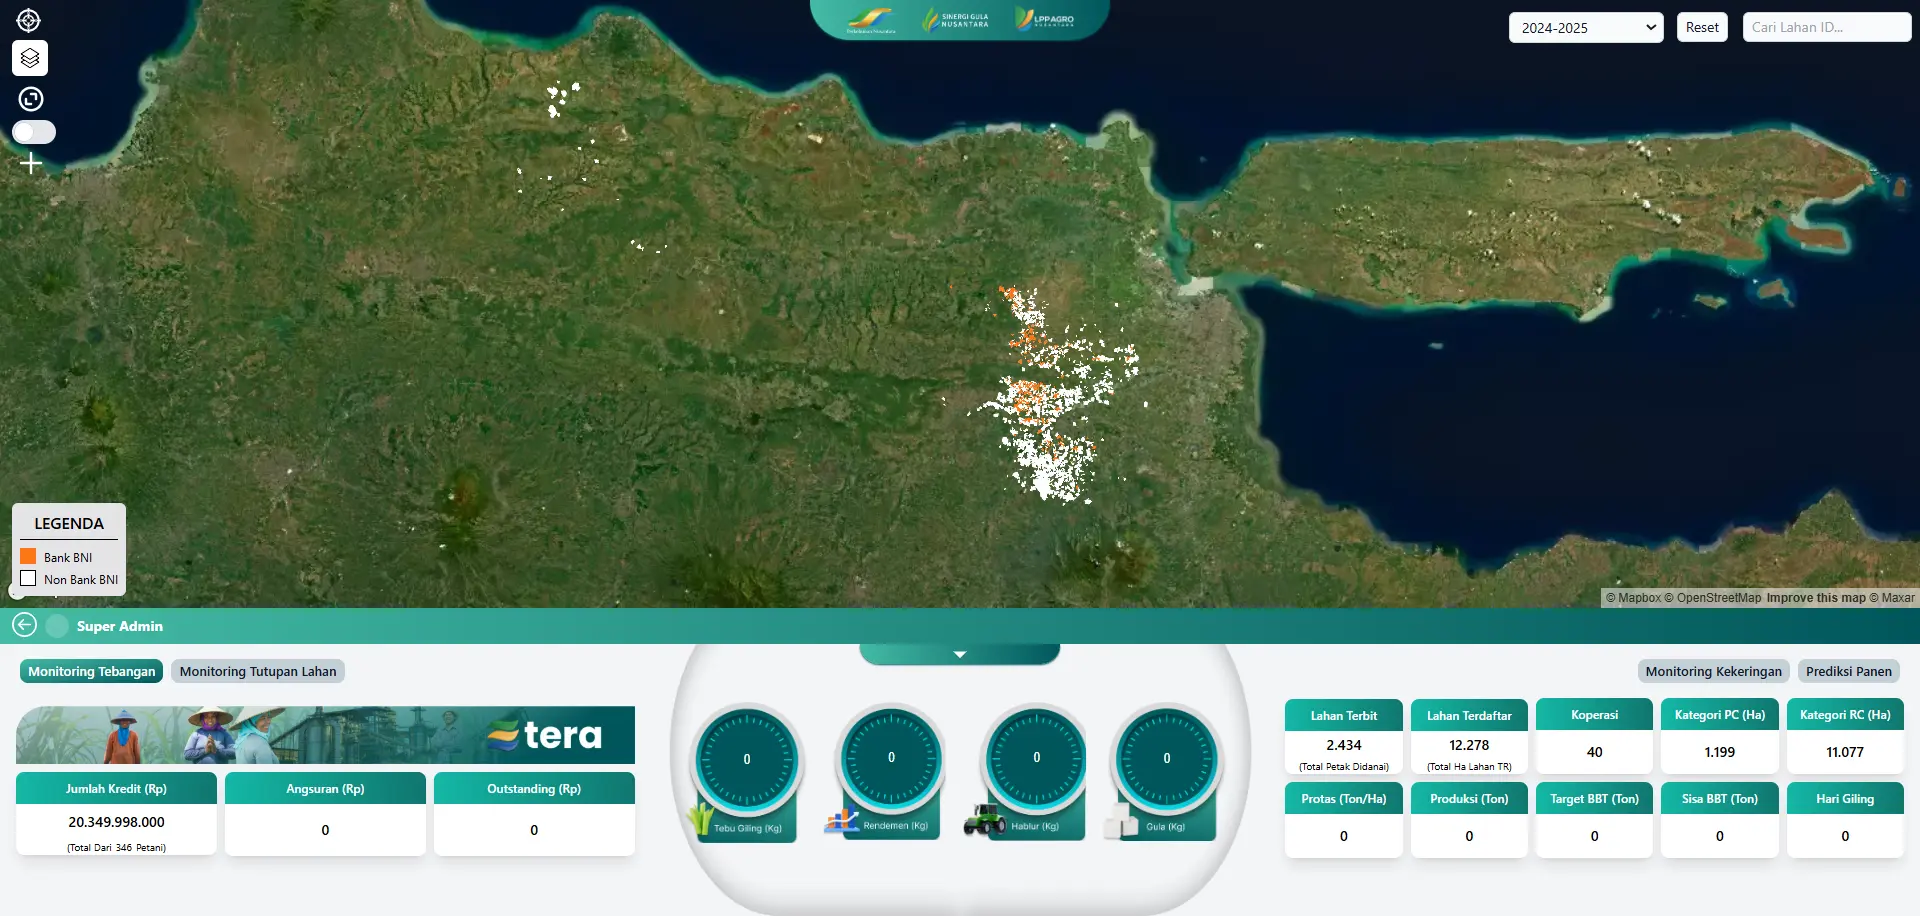 Perkebunan Nusantara
SINERGI GULA
NUSANTARA
LPPAGRO
NUSANTARA
2024-2025
Reset
Cari Lahan ID...
LEGENDA
Bank BNI
Non Bank BNI
© Mapbox © OpenStreetMap Improve this map © Maxar
Super Admin
Monitoring Tebangan
Monitoring Tutupan Lahan
Monitoring Kekeringan
Prediksi Panen
tera
Jumlah Kredit (Rp)
20.349.998.000
(Total Dari 346 Petani)
Angsuran (Rp)
0
Outstanding (Rp)
0
0
Tebu Giling (Kg)
0
Rendemen (Kg)
0
Hablur (Kg)
0
Gula (Kg)
Lahan Terbit
2.434
(Total Petak Didanai)
Lahan Terdaftar
12.278
(Total Ha Lahan TR)
Koperasi
40
Kategori PC (Ha)
1.199
Kategori RC (Ha)
11.077
Protas (Ton/Ha)
0
Produksi (Ton)
0
Target BBT (Ton)
0
Sisa BBT (Ton)
0
Hari Giling
0